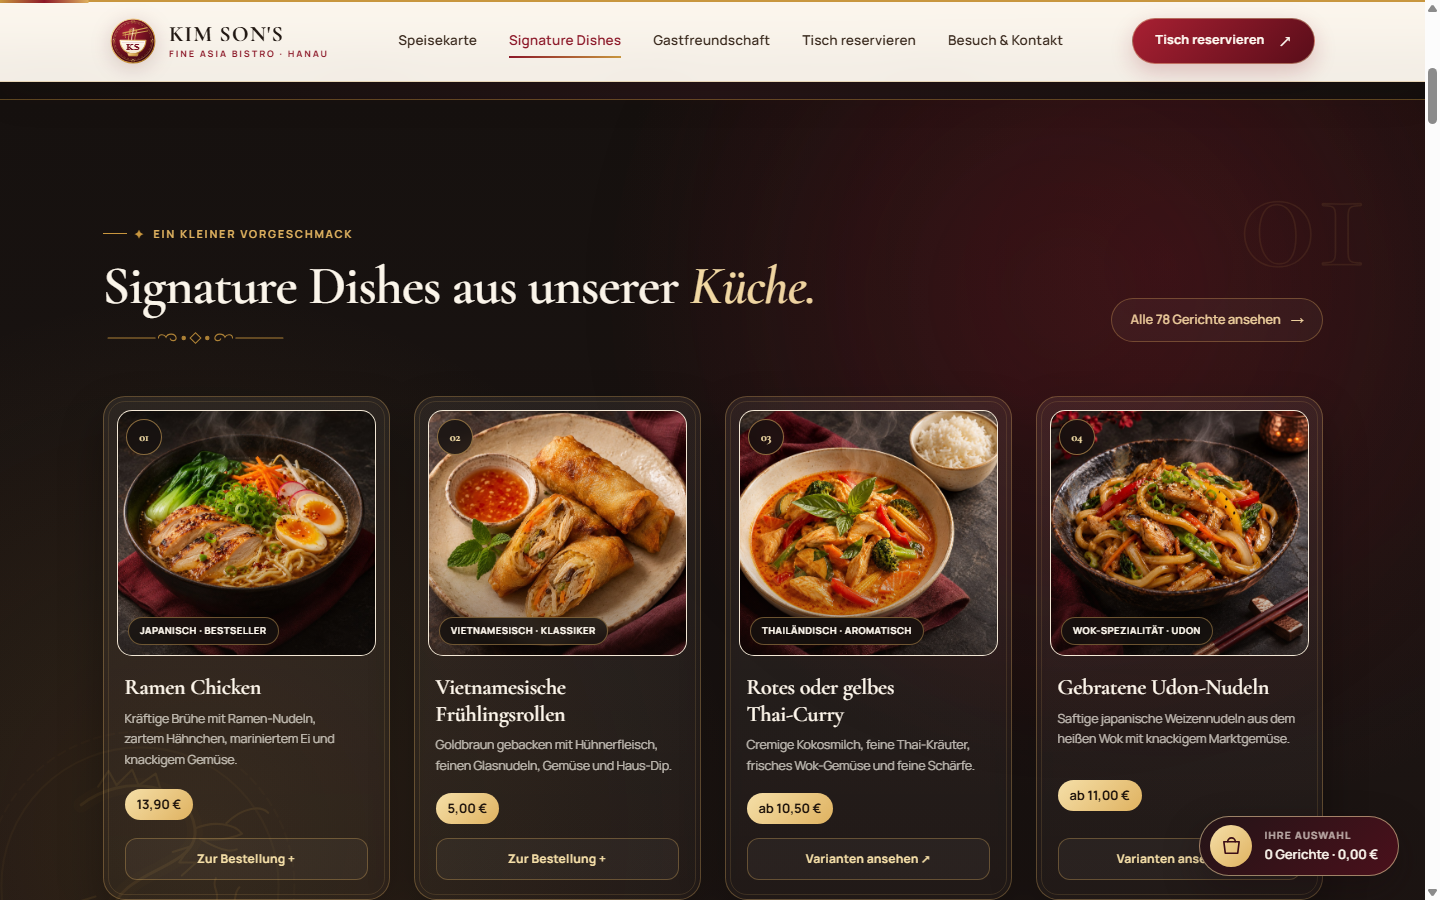 KIM SON'S
FINE ASIA BISTRO · HANAU
KS
Speisekarte
Signature Dishes
Gastfreundschaft
Tisch reservieren
Besuch & Kontakt
Tisch reservieren ↗
01
✦ EIN KLEINER VORGESCHMACK
Signature Dishes aus unserer Küche.
Alle 78 Gerichte ansehen →
01
JAPANISCH · BESTSELLER
Ramen Chicken
Kräftige Brühe mit Ramen-Nudeln,
zartem Hähnchen, mariniertem Ei und
knackigem Gemüse.
13,90 €
Zur Bestellung +
02
VIETNAMESISCH · KLASSIKER
Vietnamesische
Frühlingsrollen
Goldbraun gebacken mit Hühnerfleisch,
feinen Glasnudeln, Gemüse und Haus-Dip.
5,00 €
Zur Bestellung +
03
THAILÄNDISCH · AROMATISCH
Rotes oder gelbes
Thai-Curry
Cremige Kokosmilch, feine Thai-Kräuter,
frisches Wok-Gemüse und feine Schärfe.
ab 10,50 €
Varianten ansehen ↗
04
WOK-SPEZIALITÄT · UDON
Gebratene Udon-Nudeln
Saftige japanische Weizennudeln aus dem
heißen Wok mit knackigem Marktgemüse.
ab 11,00 €
Varianten
IHRE AUSWAHL
0 Gerichte · 0,00 €